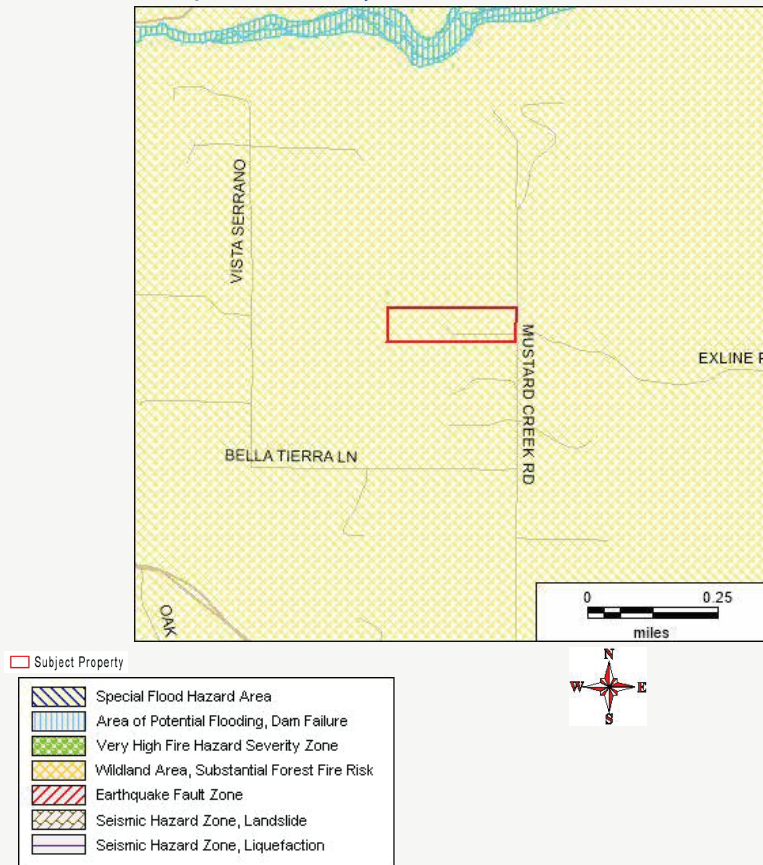 VISTA SERRANO
MUSTARD CREEK RD
EXLINE
BELLA TIERRA LN
OAK
0 0.25
miles
Subject Property
N
W E
S
Special Flood Hazard Area
Area of Potential Flooding, Dam Failure
Very High Fire Hazard Severity Zone
Wildland Area, Substantial Forest Fire Risk
Earthquake Fault Zone
Seismic Hazard Zone, Landslide
Seismic Hazard Zone, Liquefaction